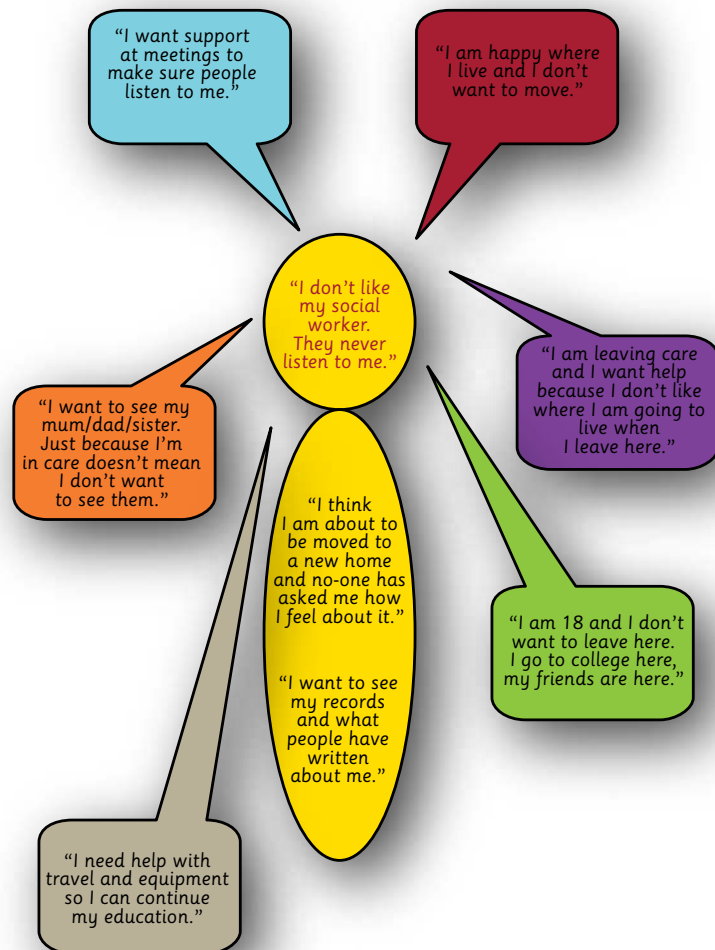 “I want support
at meetings to
make sure people
listen to me.”
“I am happy where
I live and I don’t
want to move.”
“I don’t like
my social
worker.
They never
listen to me.”
“I am leaving care
and I want help
because I don’t like
where I am going to
live when
I leave here.”
“I want to see my
mum/dad/sister.
Just because I’m
in care doesn’t mean
I don’t want
to see them.”
“I think
I am about to
be moved to
a new home
and no-one has
asked me how
I feel about it.”
“I am 18 and I don’t
want to leave here.
I go to college here,
my friends are here.”
“I want to see
my records
and what
people have
written
about me.”
“I need help with
travel and equipment
so I can continue
my education.”